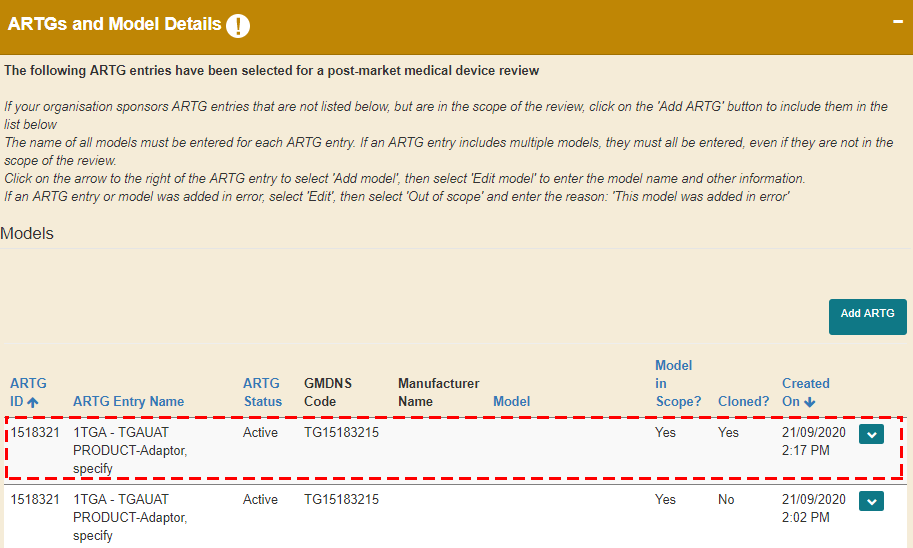 ARTGs and Model Details !
The following ARTG entries have been selected for a post-market medical device review
If your organisation sponsors ARTG entries that are not listed below, but are in the scope of the review, click on the 'Add ARTG' button to include them in the
list below
The name of all models must be entered for each ARTG entry. If an ARTG entry includes multiple models, they must all be entered, even if they are not in the
scope of the review.
Click on the arrow to the right of the ARTG entry to select 'Add model', then select 'Edit model' to enter the model name and other information.
If an ARTG entry or model was added in error, select 'Edit', then select 'Out of scope' and enter the reason: 'This model was added in error'
Models
Add ARTG
Model
ARTG ARTG GMDNS Manufacturer in Created
ID ARTG Entry Name Status Code Name Model Scope? Cloned? On
1518321 1TGA - TGAUAT Active TG15183215 Yes Yes 21/09/2020
PRODUCT-Adaptor, 2:17 PM
specify
1518321 1TGA - TGAUAT Active TG15183215 Yes No 21/09/2020
PRODUCT-Adaptor, 2:02 PM
specify